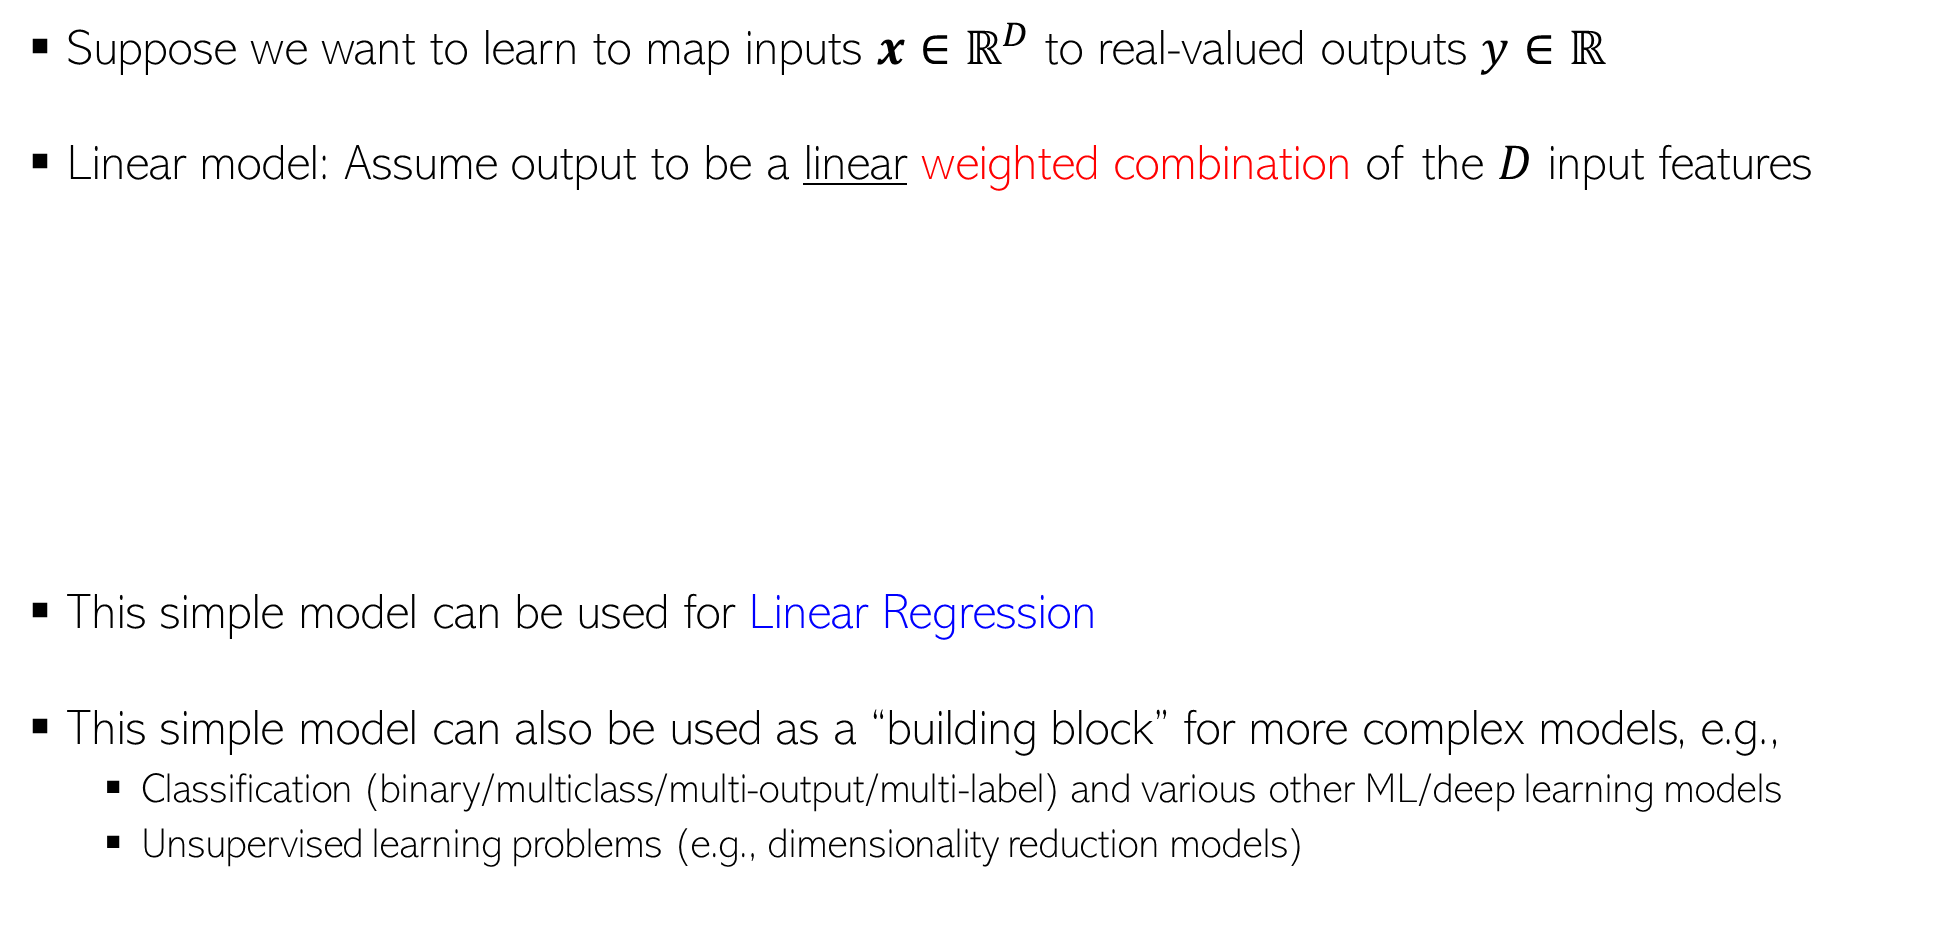 ▪ Suppose we want to learn to map inputs 𝒙 ∈ ℝᴰ to real-valued outputs 𝑦 ∈ ℝ
▪ Linear model: Assume output to be a linear weighted combination of the 𝑫 input features
▪ This simple model can be used for Linear Regression
▪ This simple model can also be used as a “building block” for more complex models, e.g.,
▪ Classification (binary/multiclass/multi-output/multi-label) and various other ML/deep learning models
▪ Unsupervised learning problems (e.g., dimensionality reduction models)